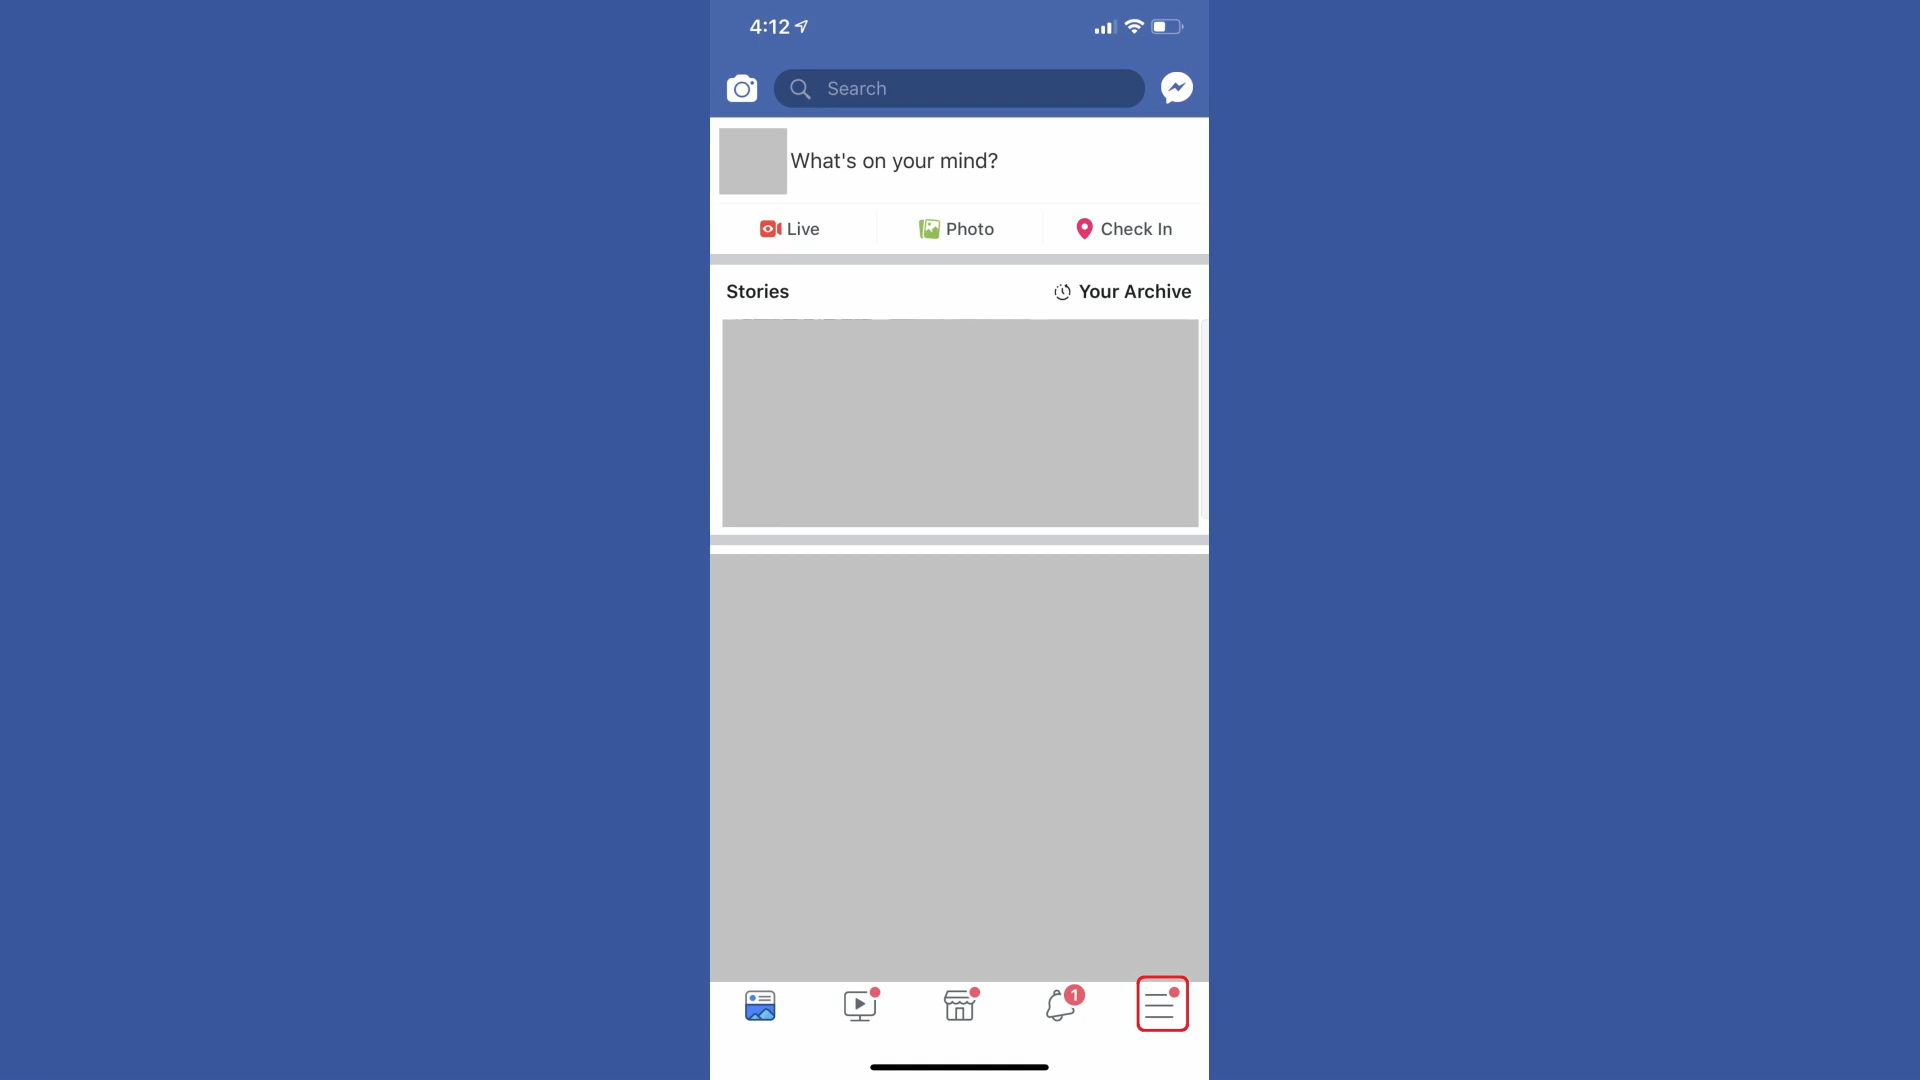 4:12
Search
What's on your mind?
Live
Photo
Check In
Stories
Your Archive
1